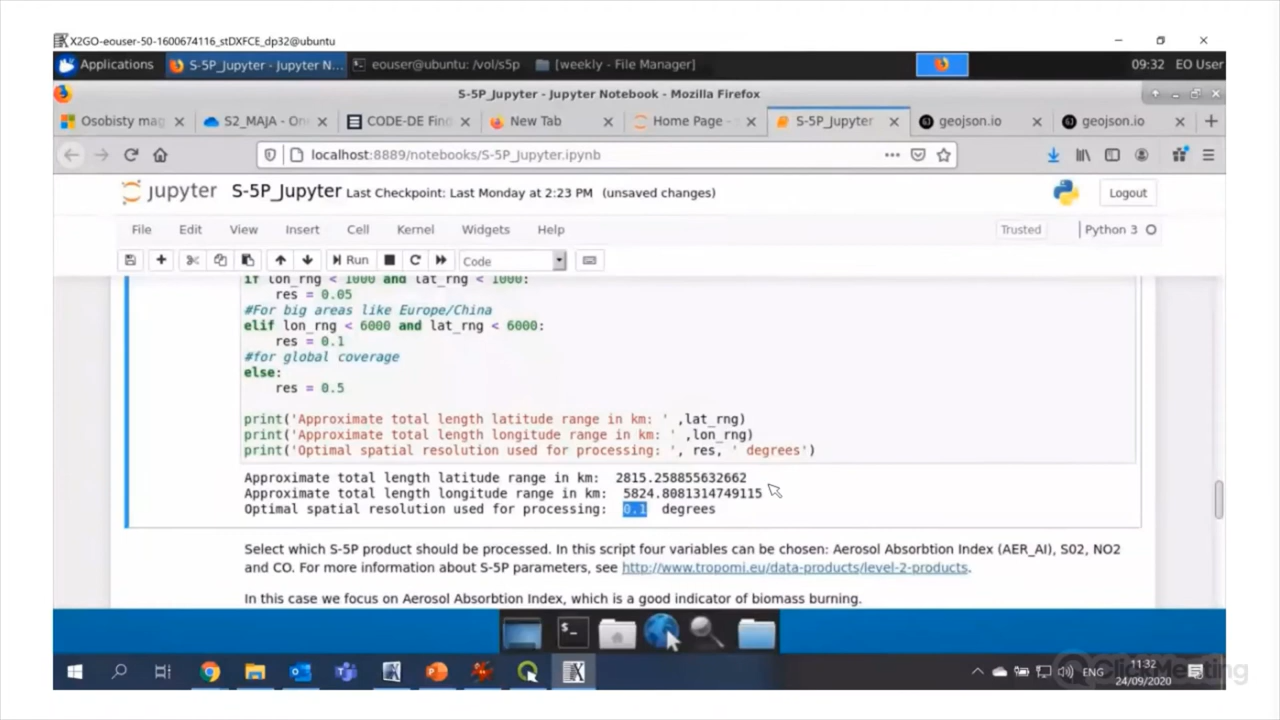 X2GO-eouser-50-1600674116_stDXFCE_dp32@ubuntu
Applications S-5P_Jupyter - Jupyter N... eouser@ubuntu: /vol/s5p [weekly - File Manager] 09:32 EO User
S-5P_Jupyter - Jupyter Notebook - Mozilla Firefox
Osobisty mag S2_MAJA - On CODE-DE Find New Tab Home Page - S-5P_Jupyter geojson.io geojson.io
localhost:8889/notebooks/S-5P_Jupyter.ipynb
jupyter S-5P_Jupyter Last Checkpoint: Last Monday at 2:23 PM (unsaved changes) Logout
File Edit View Insert Cell Kernel Widgets Help Trusted Python 3
Run Code
if lon_rng < 1000 and lat_rng < 1000:
res = 0.05
#For big areas like Europe/China
elif lon_rng < 6000 and lat_rng < 6000:
res = 0.1
#for global coverage
else:
res = 0.5
print('Approximate total length latitude range in km: ' ,lat_rng)
print('Approximate total length longitude range in km: ' ,lon_rng)
print('Optimal spatial resolution used for processing: ', res, ' degrees')
Approximate total length latitude range in km: 2815.258855632662
Approximate total length longitude range in km: 5824.8081314749115
Optimal spatial resolution used for processing: 0.1 degrees
Select which S-5P product should be processed. In this script four variables can be chosen: Aerosol Absorbtion Index (AER_AI), S02, NO2
and CO. For more information about S-5P parameters, see http://www.tropomi.eu/data-products/level-2-products.
In this case we focus on Aerosol Absorbtion Index, which is a good indicator of biomass burning.
ENG 11:32
24/09/2020
ClickMeeting